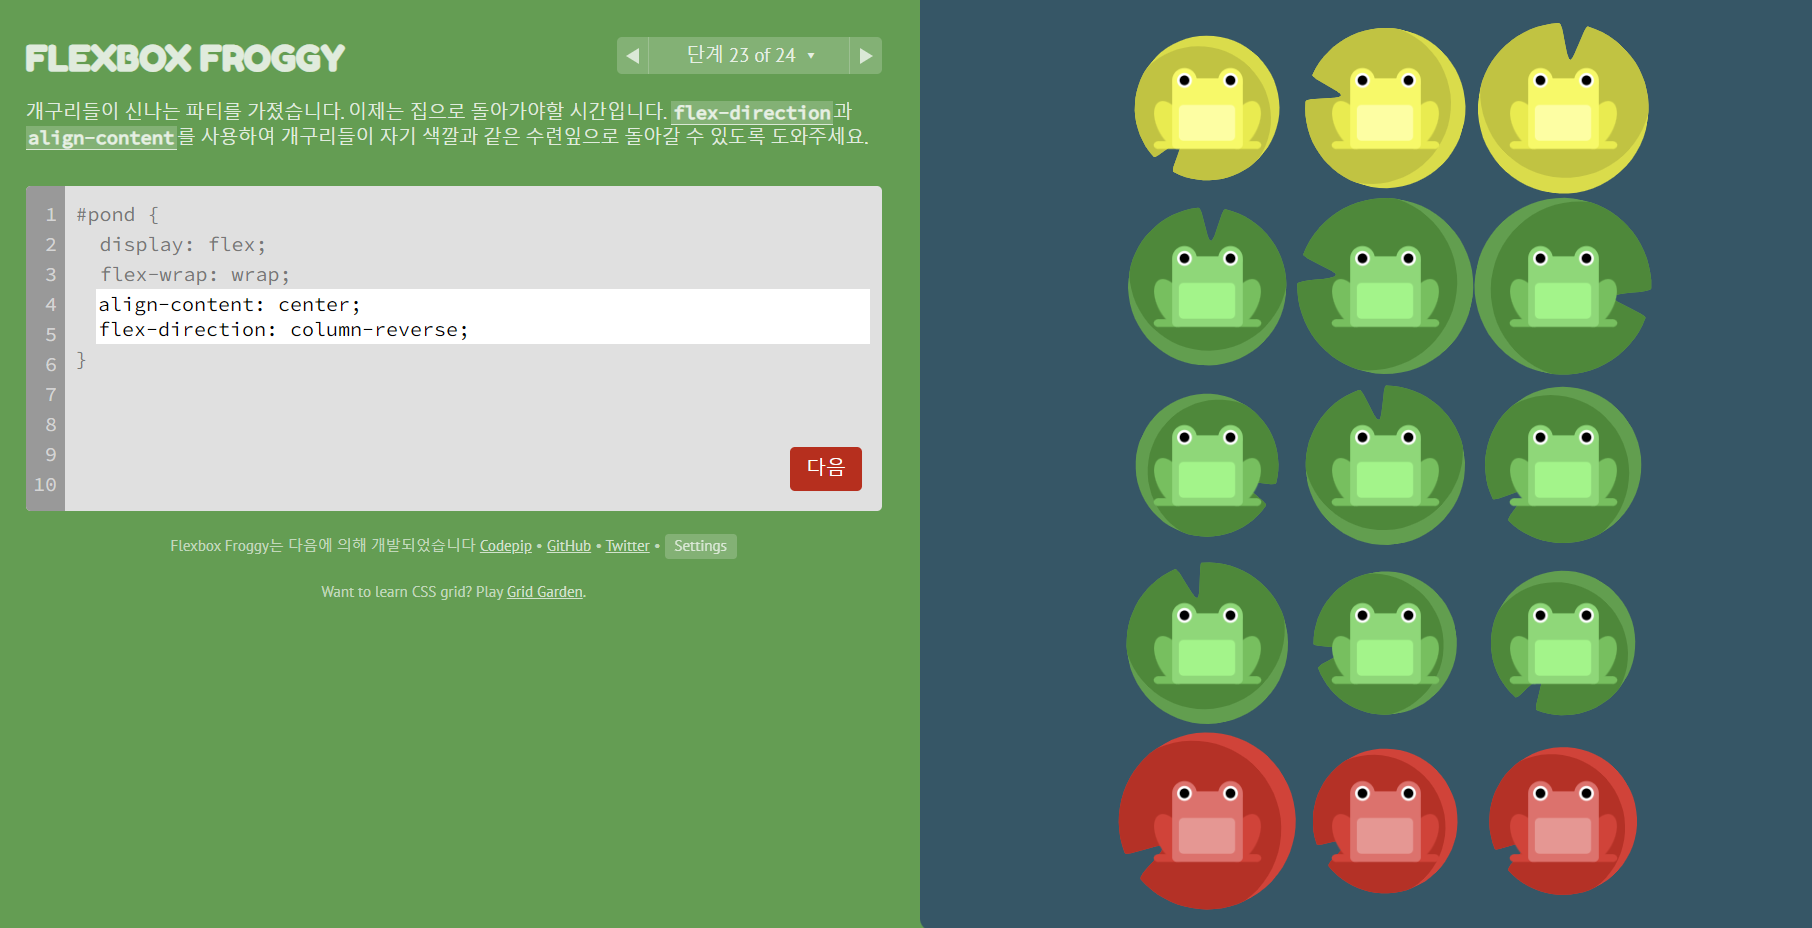 FLEXBOX FROGGY
◀ 단계 23 of 24 ▼ ▶
개구리들이 신나는 파티를 가졌습니다. 이제는 집으로 돌아가야할 시간입니다. flex-direction과
align-content를 사용하여 개구리들이 자기 색깔과 같은 수련잎으로 돌아갈 수 있도록 도와주세요.
1 #pond {
2 display: flex;
3 flex-wrap: wrap;
4 align-content: center;
5 flex-direction: column-reverse;
6 }
7
8
9
10
다음
Flexbox Froggy는 다음에 의해 개발되었습니다 Codepip • GitHub • Twitter • Settings
Want to learn CSS grid? Play Grid Garden.